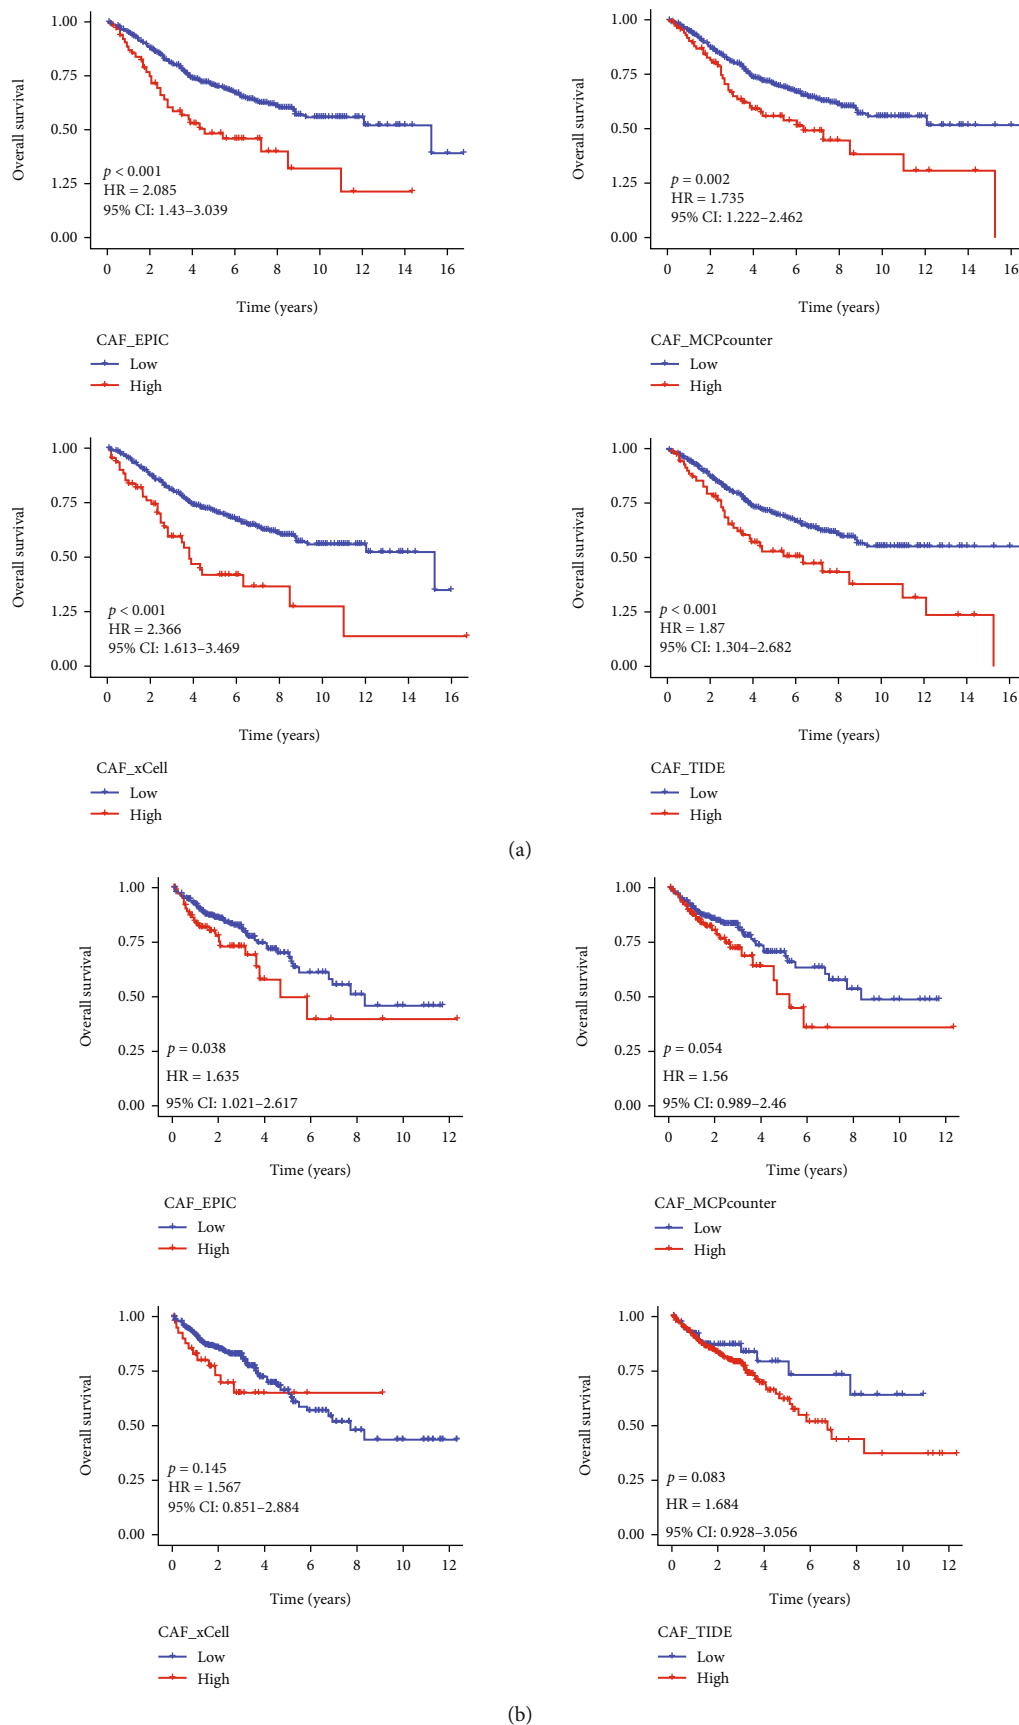 1.00
0.75
0.50
1.25
0.00
Overall survival
p < 0.001
HR = 2.085
95% CI: 1.43–3.039
0 2 4 6 8 10 12 14 16
Time (years)
CAF_EPIC
Low
High
1.00
0.75
0.50
1.25
0.00
Overall survival
p = 0.002
HR = 1.735
95% CI: 1.222–2.462
0 2 4 6 8 10 12 14 16
Time (years)
CAF_MCPcounter
Low
High
1.00
0.75
0.50
1.25
0.00
Overall survival
p < 0.001
HR = 2.366
95% CI: 1.613–3.469
0 2 4 6 8 10 12 14 16
Time (years)
CAF_xCell
Low
High
1.00
0.75
0.50
1.25
0.00
Overall survival
p < 0.001
HR = 1.87
95% CI: 1.304–2.682
0 2 4 6 8 10 12 14 16
Time (years)
CAF_TIDE
Low
High
(a)
1.00
0.75
0.50
0.25
0.00
Overall survival
p = 0.038
HR = 1.635
95% CI: 1.021–2.617
0 2 4 6 8 10 12
Time (years)
CAF_EPIC
Low
High
1.00
0.75
0.50
0.25
0.00
Overall survival
p = 0.054
HR = 1.56
95% CI: 0.989–2.46
0 2 4 6 8 10 12
Time (years)
CAF_MCPcounter
Low
High
1.00
0.75
0.50
0.25
0.00
Overall survival
p = 0.145
HR = 1.567
95% CI: 0.851–2.884
0 2 4 6 8 10 12
Time (years)
CAF_xCell
Low
High
1.00
0.75
0.50
0.25
0.00
Overall survival
p = 0.083
HR = 1.684
95% CI: 0.928–3.056
0 2 4 6 8 10 12
Time (years)
CAF_TIDE
Low
High
(b)